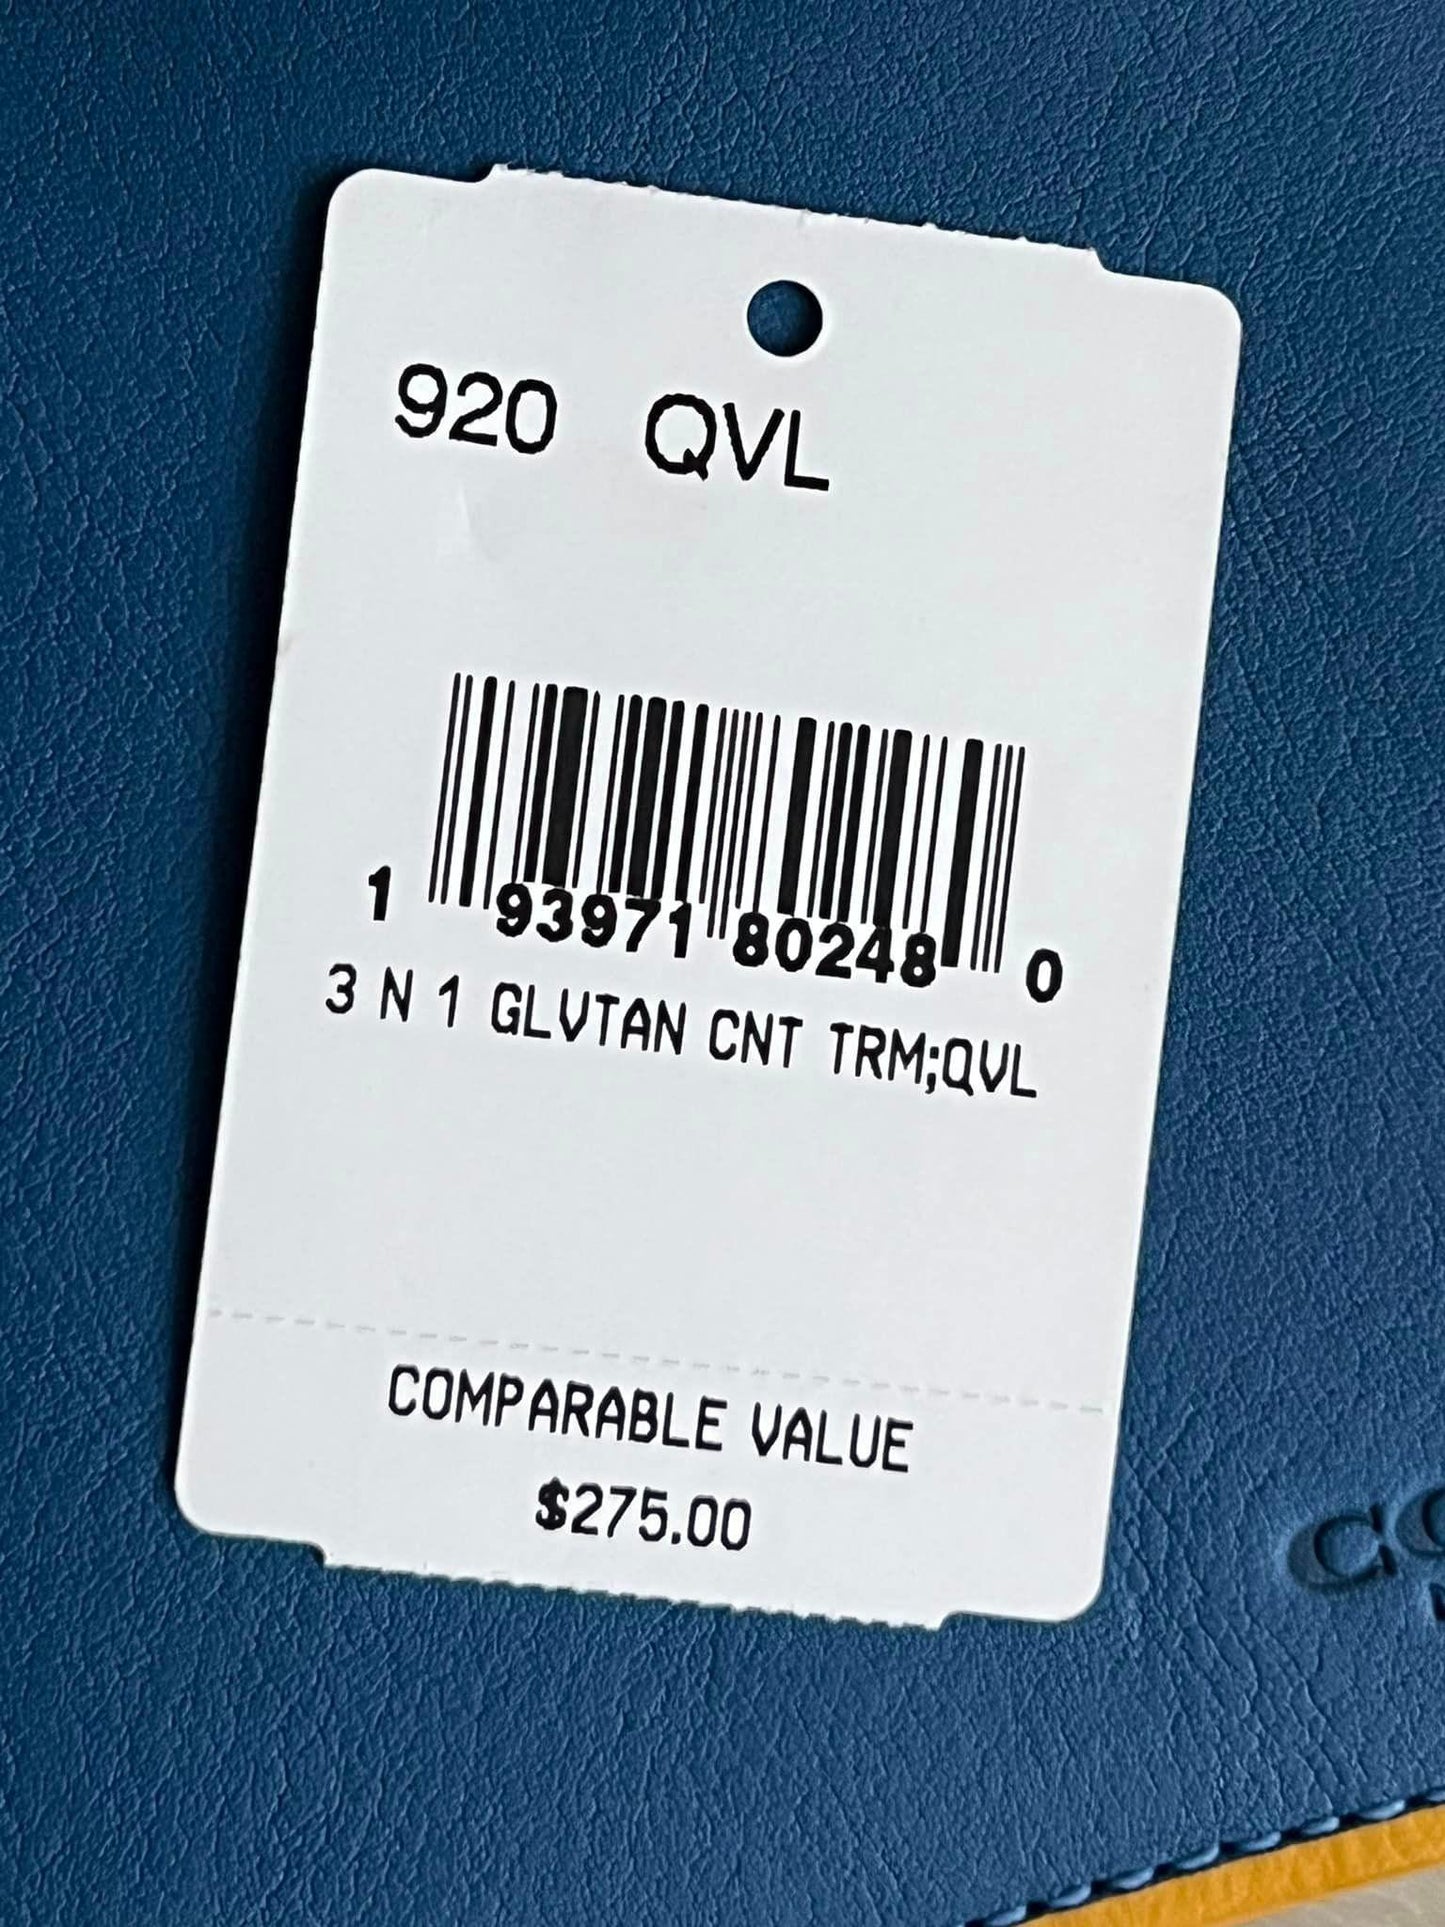 920 QVL
1 93971 80248 0
3 N 1 GLVTAN CNT TRM;QVL
COMPARABLE VALUE
$275.00